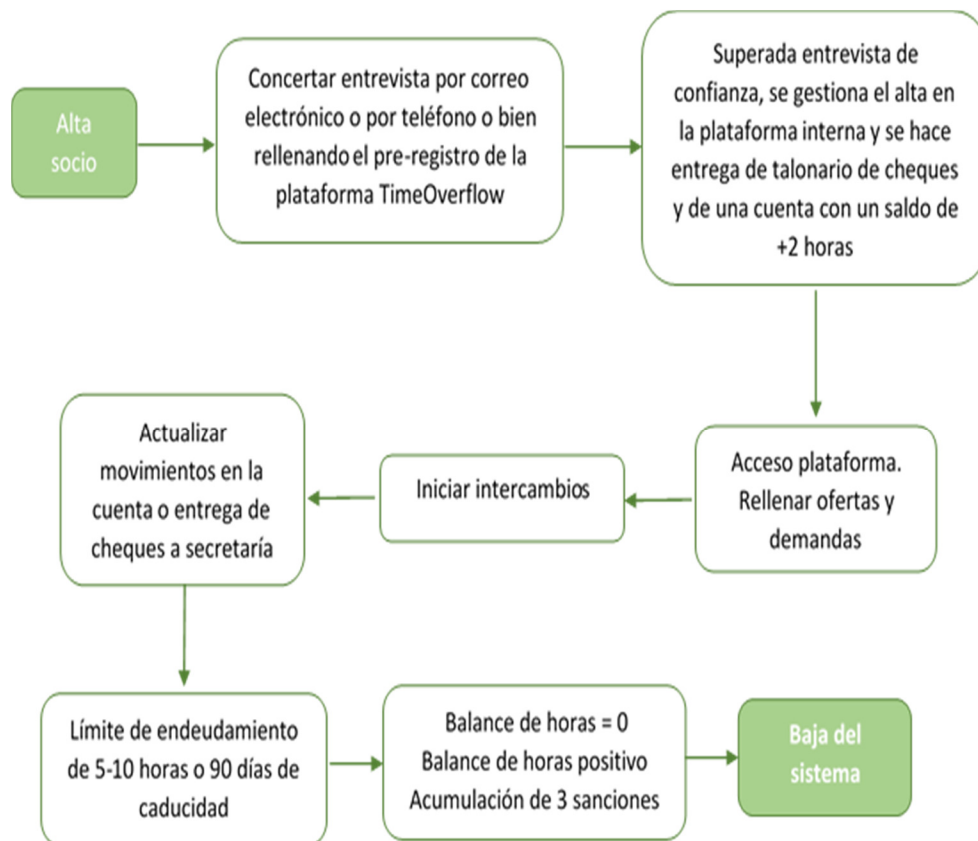 Alta
socio
Concertar entrevista por correo
electrónico o por teléfono o bien
rellenando el pre-registro de la
plataforma TimeOverflow
Superada entrevista de
confianza, se gestiona el alta en
la plataforma interna y se hace
entrega de talonario de cheques
y de una cuenta con un saldo de
+2 horas
Acceso plataforma.
Rellenar ofertas y
demandas
Iniciar intercambios
Actualizar
movimientos en la
cuenta o entrega de
cheques a secretaría
Límite de endeudamiento
de 5-10 horas o 90 días de
caducidad
Balance de horas = 0
Balance de horas positivo
Acumulación de 3 sanciones
Baja del
sistema